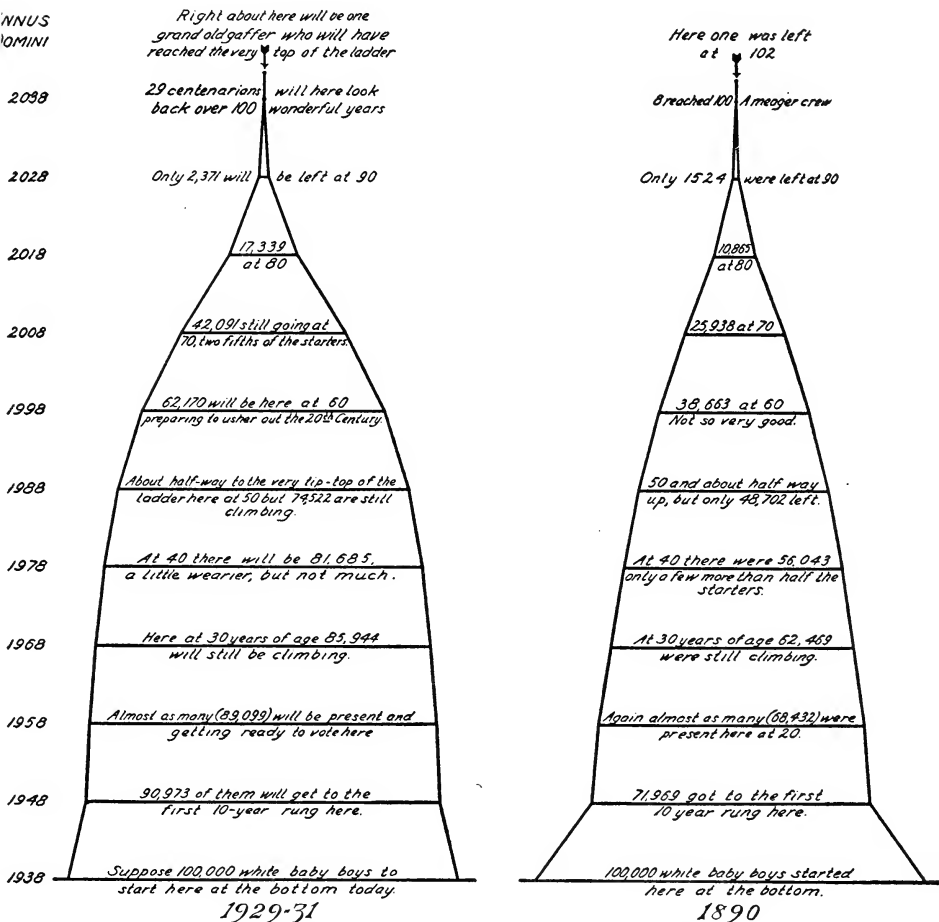 NNUS
OMINI
2038
2028
2018
2008
1998
1988
1978
1968
1958
1948
1938
Right about here will be one
grand old gaffer who will have
reached the very top of the ladder
29 centenarians will here look
back over 100 wonderful years
Only 2,371 will be left at 90
17,339
at 80
42,091 still going at
70, two fifths of the starters.
62,170 will be here at 60
preparing to usher out the 20th Century.
About half-way to the very tip-top of the
ladder here at 50 but 74,522 are still
climbing.
At 40 there will be 81,685,
a little wearier, but not much.
Here at 30 years of age 85,944
will still be climbing.
Almost as many (89,099) will be present and
getting ready to vote here
90,973 of them will get to the
first 10-year rung here.
Suppose 100,000 white baby boys to
start here at the bottom today.
1929-31
Here one was left
at 102
8 reached 100 A meager crew
Only 1524 were left at 90
10,865
at 80
25,938 at 70
38,663 at 60
Not so very good.
50 and about half way
up, but only 48,702 left.
At 40 there were 56,043
only a few more than half the
starters.
At 30 years of age 62,469
were still climbing.
Again almost as many (68,432) were
present here at 20.
71,969 got to the first
10 year rung here.
100,000 white baby boys started
here at the bottom.
1890